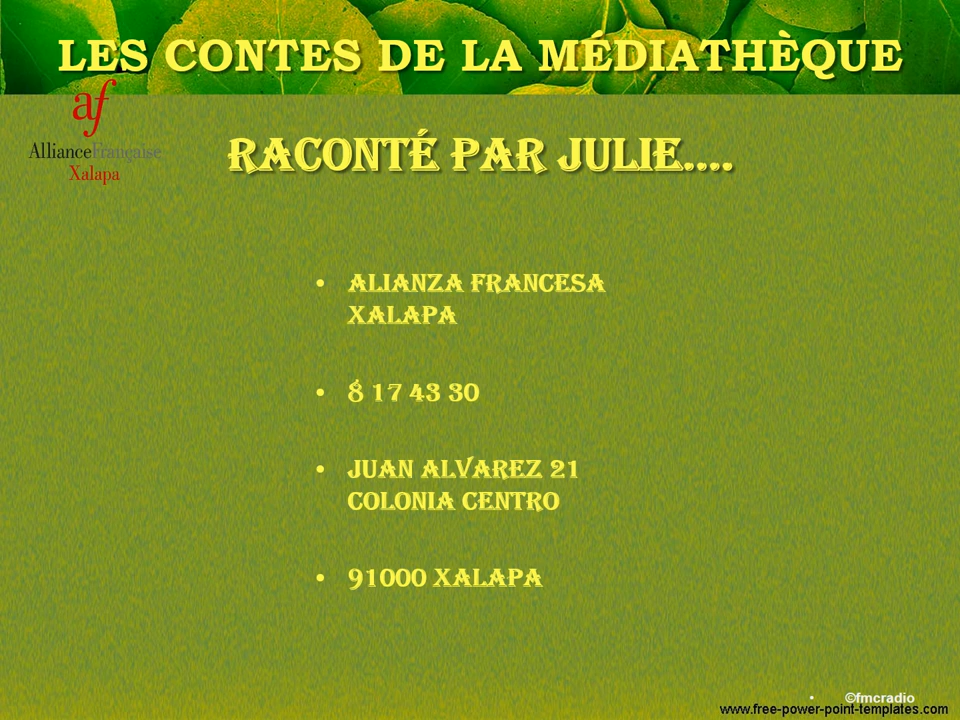 LES CONTES DE LA MÉDIATHÈQUE
af
AllianceFrançaise
Xalapa
RACONTÉ PAR JULIE....
• ALIANZA FRANCESA
XALAPA
• 8 17 43 30
• JUAN ALVAREZ 21
COLONIA CENTRO
• 91000 XALAPA
• ©fmcradio
www.free-power-point-templates.com